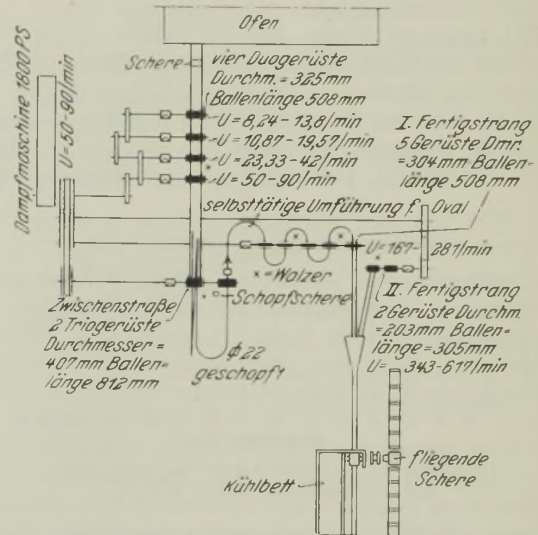 Ofen
Schere
vier Duogerüste
Durchm. = 325mm
Ballenlänge 508mm
U=8,24-13,8/min
U=10,87-19,57/min
U=23,33-42/min
U=50-90/min
Dampfmaschine 1800 PS
U=50-90/min
I. Fertigstrang
5 Gerüste Dmr.
=304mm Ballen-
länge 508mm
selbsttätige Umführung f. Oval
U=167-281/min
×=Walzer
Schopfschere
Zwischenstraße
2 Triogerüste
Durchmesser =
407mm Ballen=
länge 812mm
ϕ 22
geschopft
II. Fertigstrang
2 Gerüste Durchm.
=203mm Ballen=
länge=305mm
U= 343-617/min
Kühlbett
fliegende
Schere